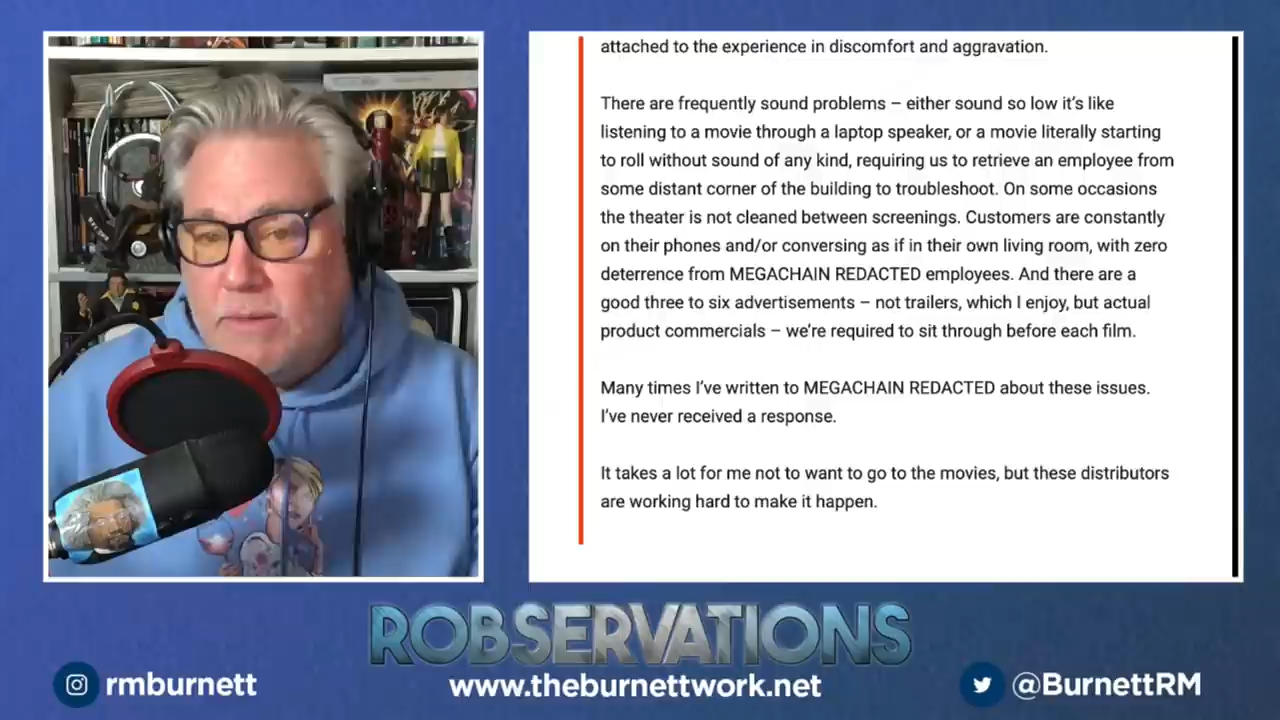 attached to the experience in discomfort and aggravation.
There are frequently sound problems – either sound so low it's like
listening to a movie through a laptop speaker, or a movie literally starting
to roll without sound of any kind, requiring us to retrieve an employee from
some distant corner of the building to troubleshoot. On some occasions
the theater is not cleaned between screenings. Customers are constantly
on their phones and/or conversing as if in their own living room, with zero
deterrence from MEGACHAIN REDACTED employees. And there are a
good three to six advertisements – not trailers, which I enjoy, but actual
product commercials – we're required to sit through before each film.
Many times I've written to MEGACHAIN REDACTED about these issues.
I've never received a response.
It takes a lot for me not to want to go to the movies, but these distributors
are working hard to make it happen.
ROBSERVATIONS
rmburnett
www.theburnettwork.net
@BurnettRM